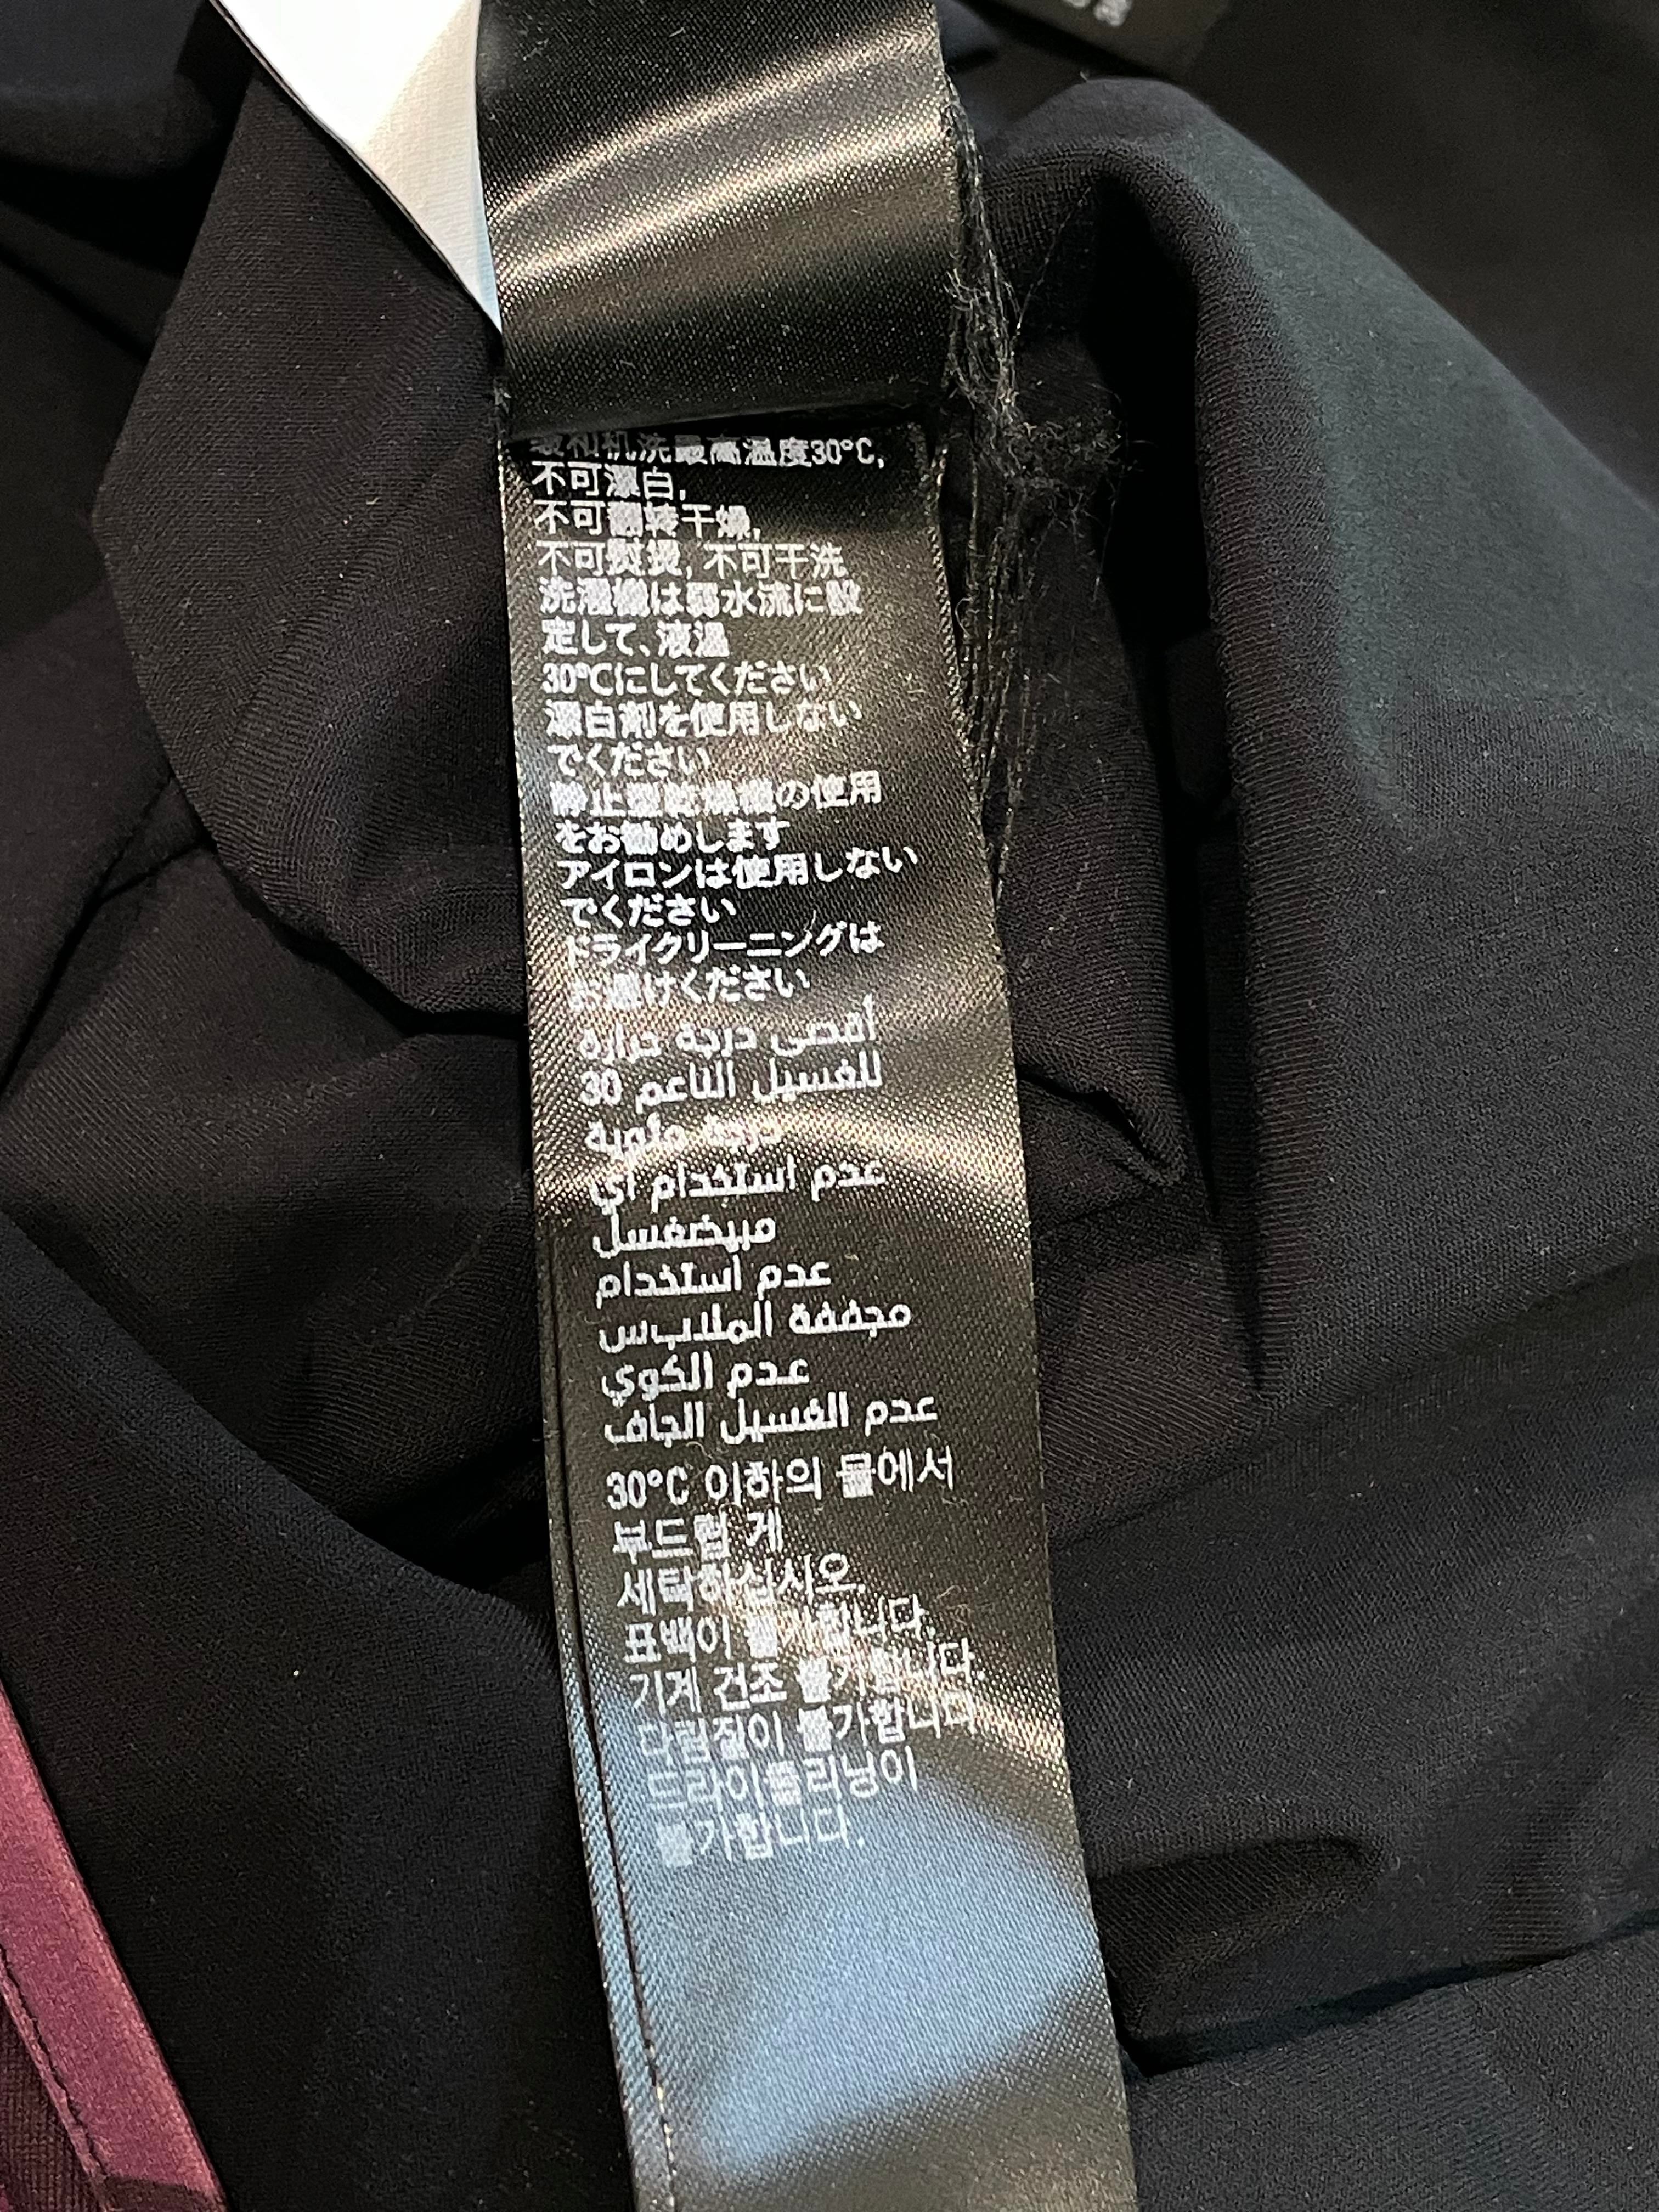 缓和机洗最高温度30°C,
不可漂白,
不可翻转干燥,
不可熨烫, 不可干洗
洗濯機は弱水流に設
定して、液温
30℃にしてください
漂白剤を使用しない
でください
静止型乾燥機の使用
をお勧めします
アイロンは使用しない
でください
ドライクリーニングは
お避けください
أقصى درجة حرارة
للغسيل الناعم 30
درجة مئوية
عدم استخدام أي
مبيضغسل
عدم أستخدام
مجففة الملابس
عدم الكوي
عدم الغسيل الجاف
30°C 이하의 물에서
부드럽 게
세탁하십시오.
표백이 불가합니다.
기계 건조 불가합니다.
다림질이 불가합니다
드라이클리닝이
불가합니다.